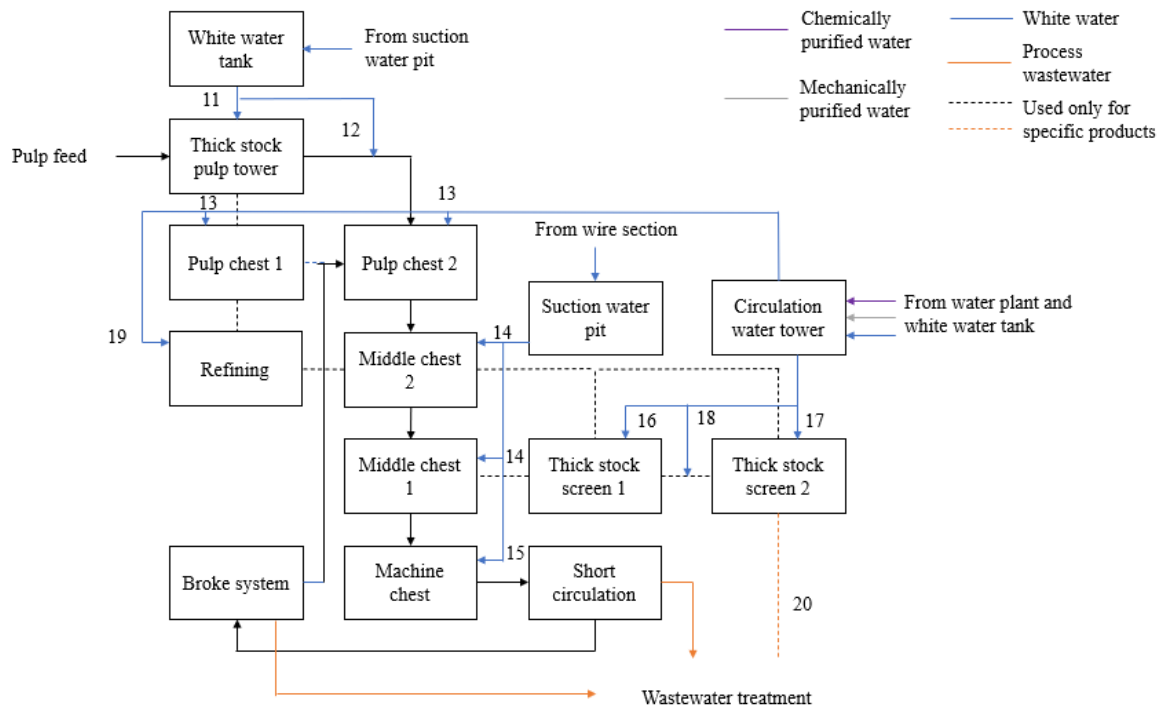 White water
tank
From suction
water pit
Chemically
purified water
White water
Mechanically
purified water
Process
wastewater
Used only for
specific products
11
12
Pulp feed
Thick stock
pulp tower
13
13
From wire section
Pulp chest 1
Pulp chest 2
Suction water
pit
Circulation
water tower
From water plant and
white water tank
19
14
Refining
Middle chest
2
16
18
17
Middle chest
1
14
Thick stock
screen 1
Thick stock
screen 2
Broke system
Machine
chest
15
Short
circulation
20
Wastewater treatment